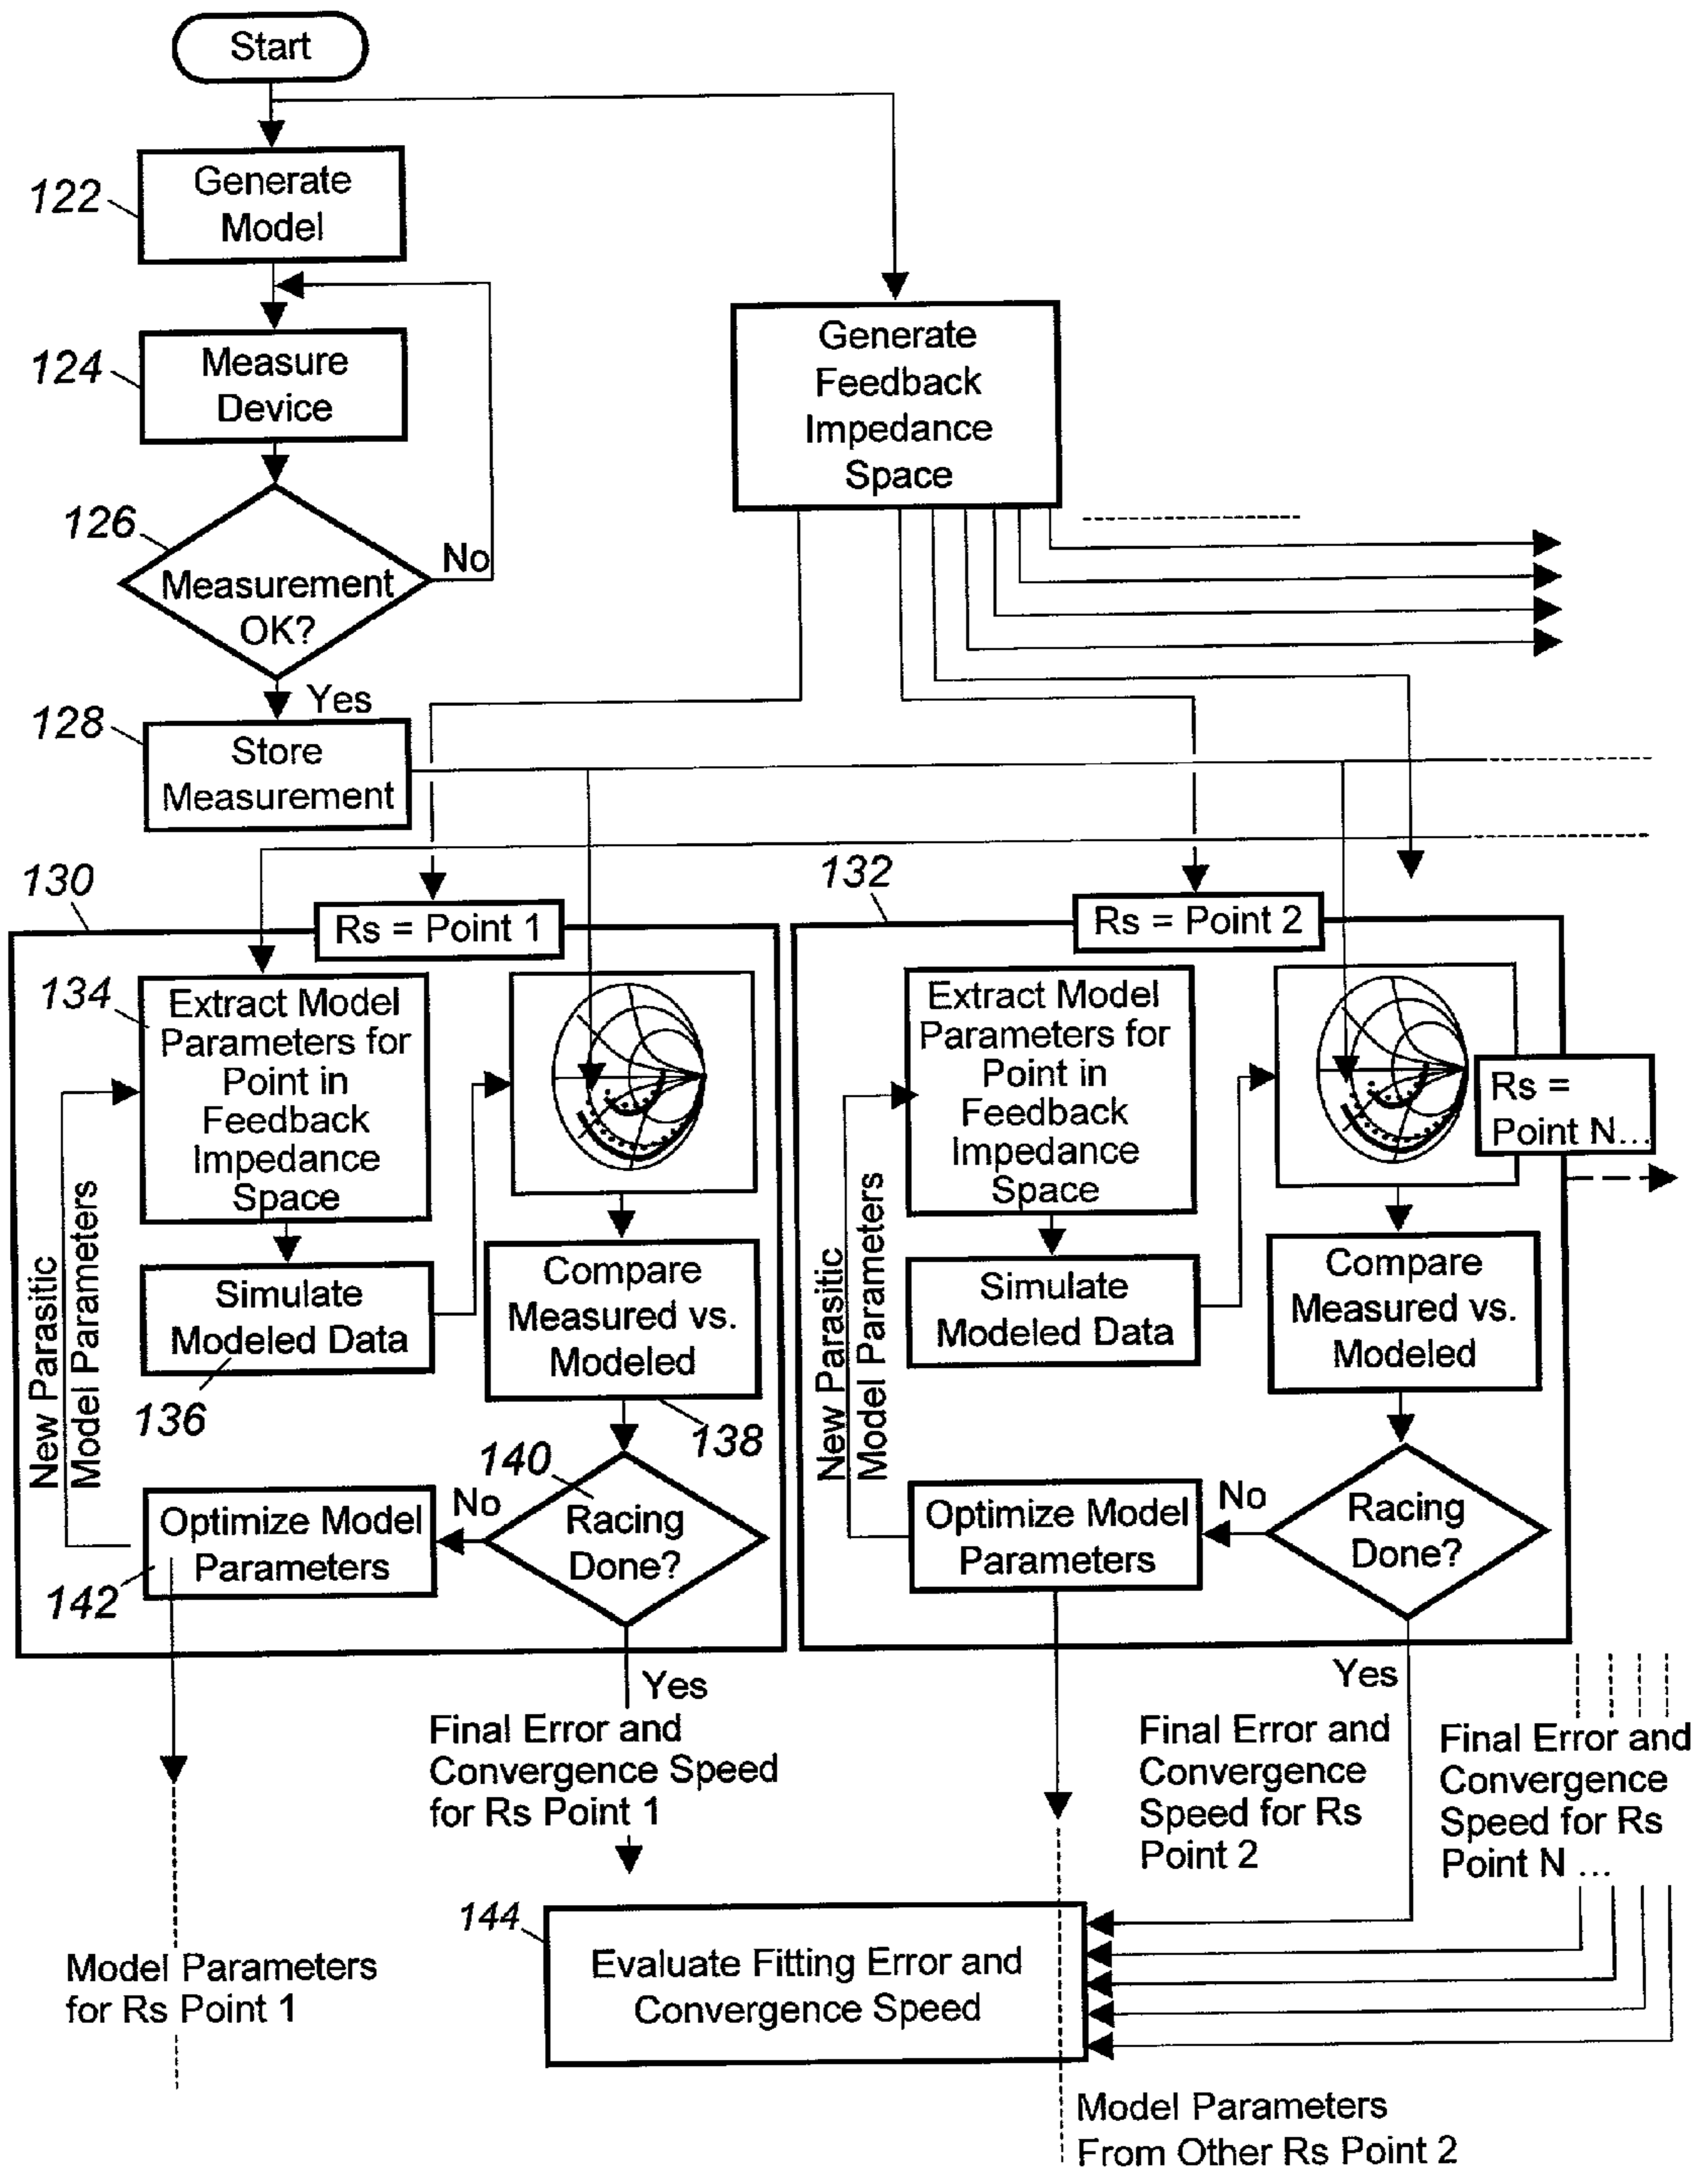 Start
122
Generate
Model
124
Measure
Device
Generate
Feedback
Impedance
Space
126
No
Measurement
OK?
Yes
128
Store
Measurement
130
Rs = Point 1
134
Extract Model
Parameters for
Point in
Feedback
Impedance
Space
New Parasitic
Model Parameters
Simulate
Modeled Data
136
Compare
Measured vs.
Modeled
138
140
Racing
Done?
No
Optimize Model
Parameters
142
Yes
Final Error and
Convergence Speed
for Rs Point 1
Model Parameters
for Rs Point 1
132
Rs = Point 2
Extract Model
Parameters for
Point in
Feedback
Impedance
Space
New Parasitic
Model Parameters
Simulate
Modeled Data
Rs =
Point N...
Compare
Measured vs.
Modeled
Racing
Done?
No
Optimize Model
Parameters
Yes
Final Error and
Convergence
Speed for Rs
Point 2
Final Error and
Convergence
Speed for Rs
Point N ...
144
Evaluate Fitting Error and
Convergence Speed
Model Parameters
From Other Rs Point 2